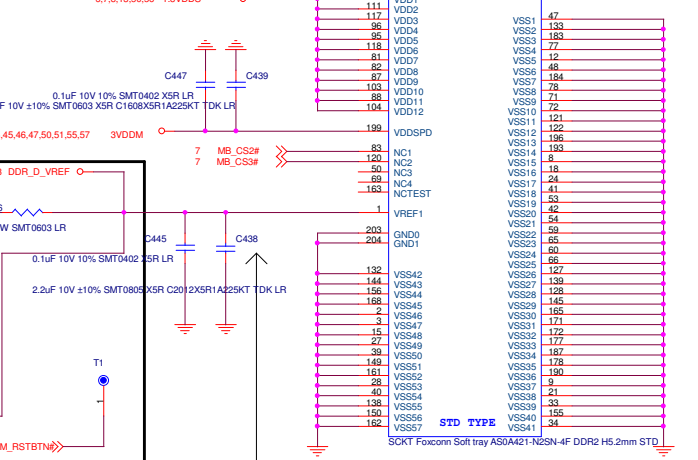 111 VDD2
117 VDD3
96 VDD4
95 VDD5
118 VDD6
81 VDD7
82 VDD8
87 VDD9
103 VDD10
88 VDD11
104 VDD12
199 VDDSPD
83 NC1
120 NC2
50 NC3
69 NC4
163 NCTEST
1 VREF1
203 GND0
204 GND1
132 VSS42
144 VSS43
156 VSS44
168 VSS45
2 VSS46
3 VSS47
15 VSS48
27 VSS49
39 VSS50
149 VSS51
161 VSS52
28 VSS53
40 VSS54
138 VSS55
150 VSS56
162 VSS57
VSS1 47
VSS2 133
VSS3 183
VSS4 77
VSS5 12
VSS6 48
VSS7 184
VSS8 78
VSS9 71
VSS10 72
VSS11 121
VSS12 122
VSS13 196
VSS14 193
VSS15 8
VSS16 18
VSS17 24
VSS18 41
VSS19 53
VSS20 42
VSS21 54
VSS22 59
VSS23 65
VSS24 60
VSS25 66
VSS26 127
VSS27 139
VSS28 128
VSS29 145
VSS30 165
VSS31 171
VSS32 172
VSS33 177
VSS34 187
VSS35 178
VSS36 190
VSS37 9
VSS38 21
VSS39 33
VSS40 155
VSS41 34
STD TYPE
SCKT Foxconn Soft tray AS0A421-N2SN-4F DDR2 H5.2mm STD
C447 C439
0.1uF 10V 10% SMT0402 X5R LR
F 10V ±10% SMT0603 X5R C1608X5R1A225KT TDK LR
,45,46,47,50,51,55,57 3VDDM
7 MB_CS2#
7 MB_CS3#
DDR_D_VREF
W SMT0603 LR
C445 C438
0.1uF 10V 10% SMT0402 X5R LR
2.2uF 10V ±10% SMT0805 X5R C2012X5R1A225KT TDK LR
T1
1
M_RSTBTN#